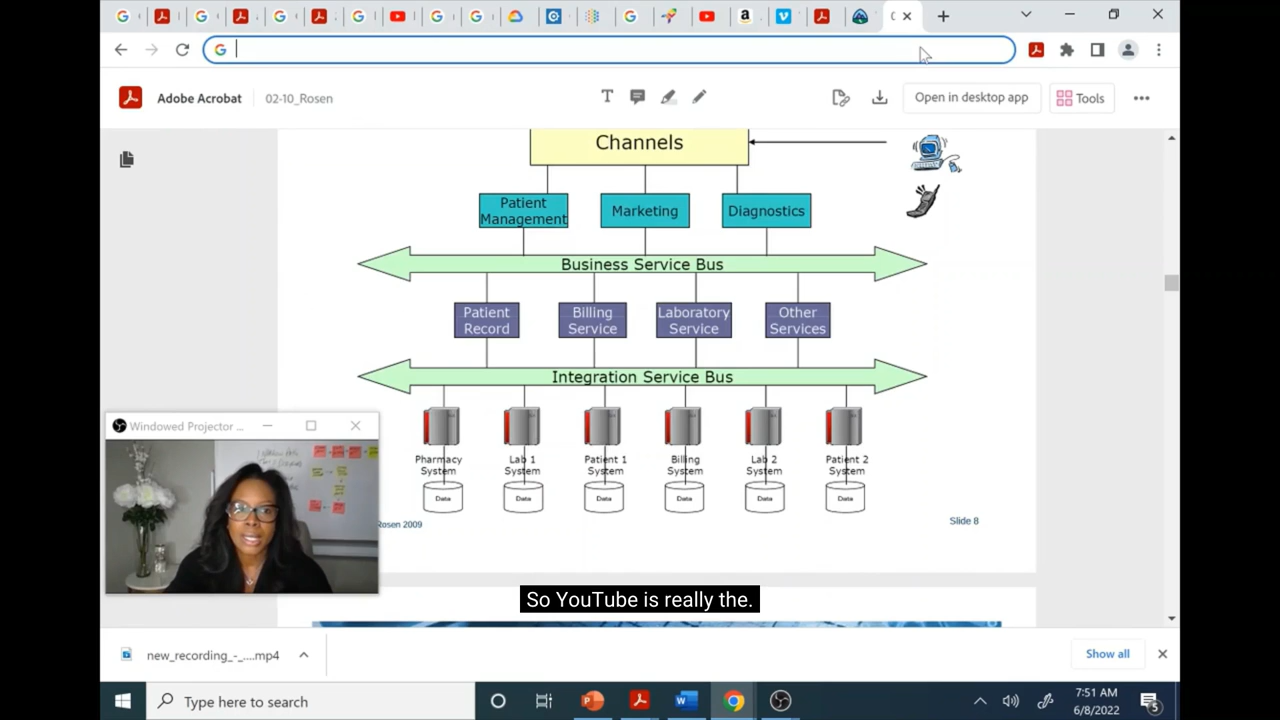 Adobe Acrobat
02-10_Rosen
Open in desktop app
Tools
Channels
Patient
Management
Marketing
Diagnostics
Business Service Bus
Patient
Record
Billing
Service
Laboratory
Service
Other
Services
Integration Service Bus
Pharmacy
System
Lab 1
System
Patient 1
System
Billing
System
Lab 2
System
Patient 2
System
Data
Data
Data
Data
Data
Data
Rosen 2009
Slide 8
Windowed Projector ...
So YouTube is really the.
new_recording_-_....mp4
Show all
Type here to search
7:51 AM
6/8/2022
5